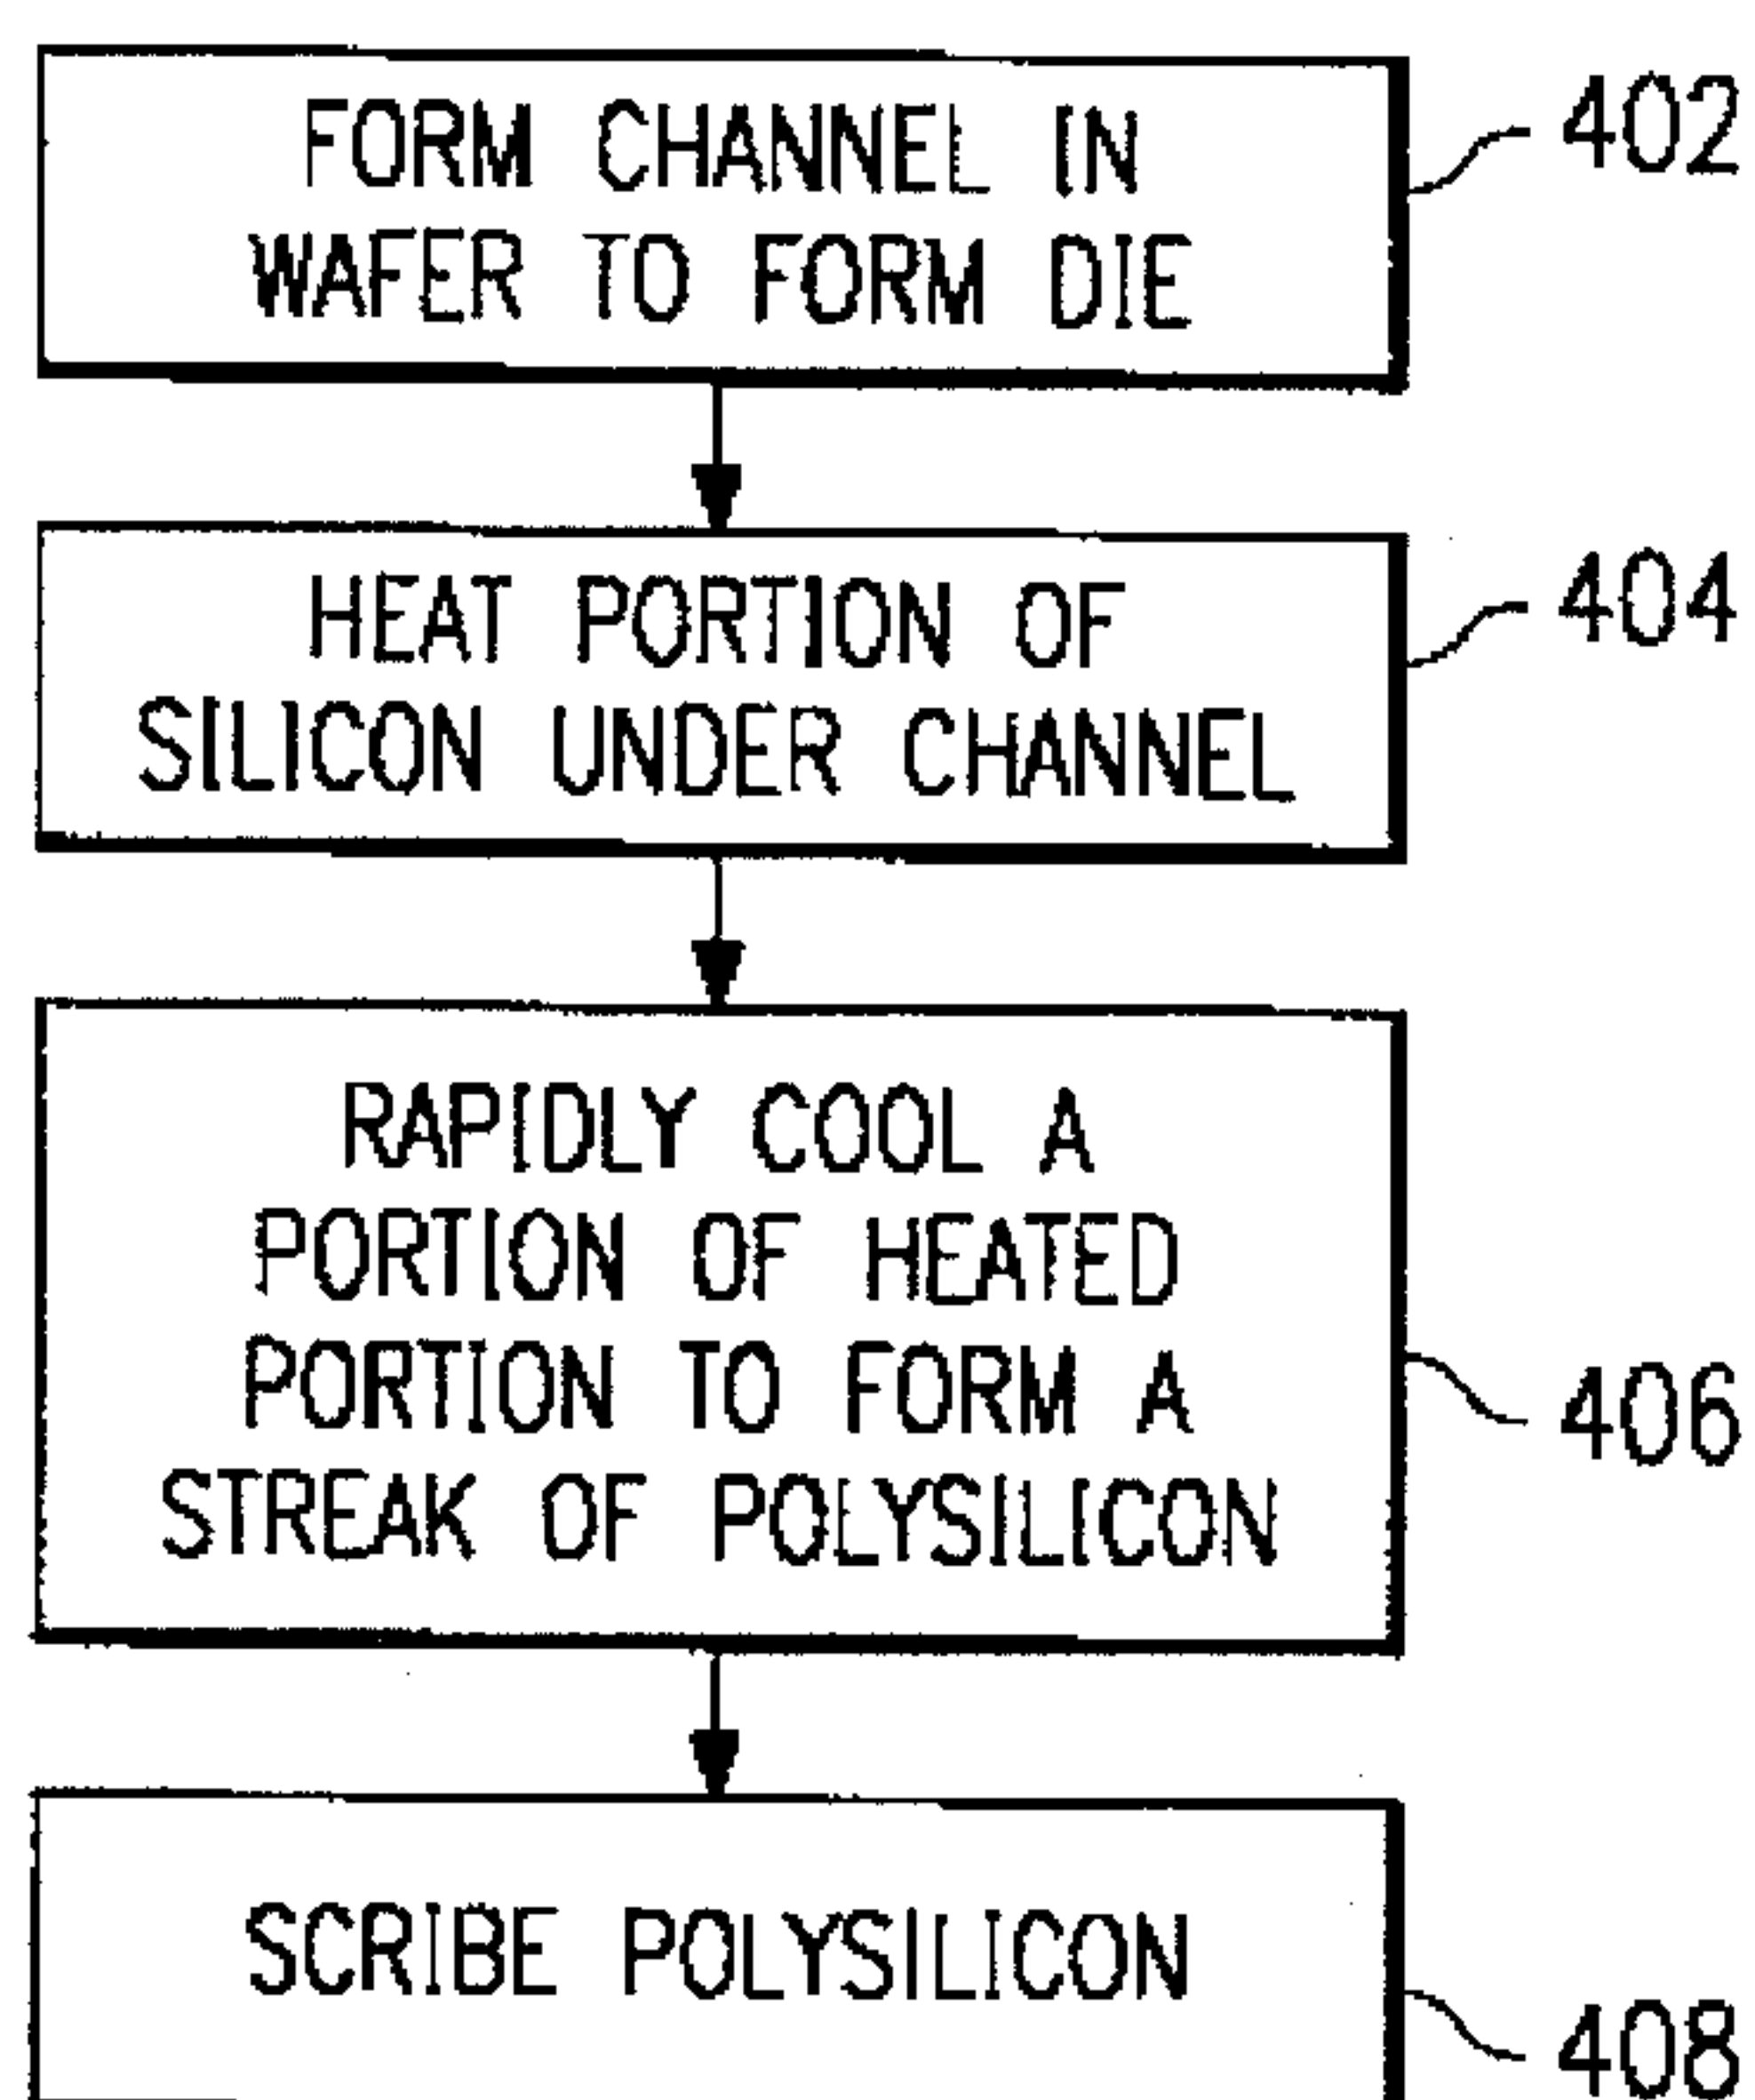 FORM CHANNEL IN
WAFER TO FORM DIE
402
HEAT PORTION OF
SILICON UNDER CHANNEL
404
RAPIDLY COOL A
PORTION OF HEATED
PORTION TO FORM A
STREAK OF POLYSILICON
406
SCRIBE POLYSILICON
408